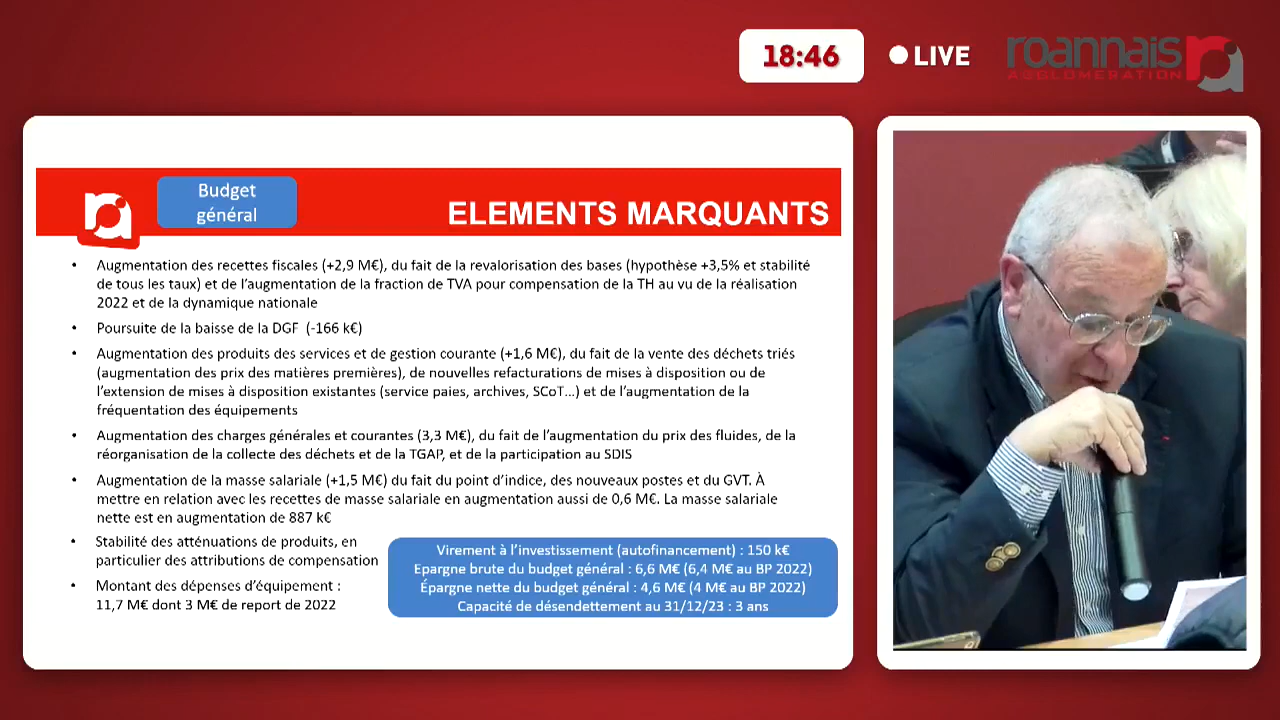 18:46
LIVE
roannais
AGGLOMÉRATION
Budget
général
ELEMENTS MARQUANTS
• Augmentation des recettes fiscales (+2,9 M€), du fait de la revalorisation des bases (hypothèse +3,5% et stabilité
de tous les taux) et de l’augmentation de la fraction de TVA pour compensation de la TH au vu de la réalisation
2022 et de la dynamique nationale
• Poursuite de la baisse de la DGF (-166 k€)
• Augmentation des produits des services et de gestion courante (+1,6 M€), du fait de la vente des déchets triés
(augmentation des prix des matières premières), de nouvelles refacturations de mises à disposition ou de
l’extension de mises à disposition existantes (service paies, archives, SCoT…) et de l’augmentation de la
fréquentation des équipements
• Augmentation des charges générales et courantes (3,3 M€), du fait de l’augmentation du prix des fluides, de la
réorganisation de la collecte des déchets et de la TGAP, et de la participation au SDIS
• Augmentation de la masse salariale (+1,5 M€) du fait du point d’indice, des nouveaux postes et du GVT. À
mettre en relation avec les recettes de masse salariale en augmentation aussi de 0,6 M€. La masse salariale
nette est en augmentation de 887 k€
• Stabilité des atténuations de produits, en
particulier des attributions de compensation
• Montant des dépenses d’équipement :
11,7 M€ dont 3 M€ de report de 2022
Virement à l’investissement (autofinancement) : 150 k€
Epargne brute du budget général : 6,6 M€ (6,4 M€ au BP 2022)
Épargne nette du budget général : 4,6 M€ (4 M€ au BP 2022)
Capacité de désendettement au 31/12/23 : 3 ans